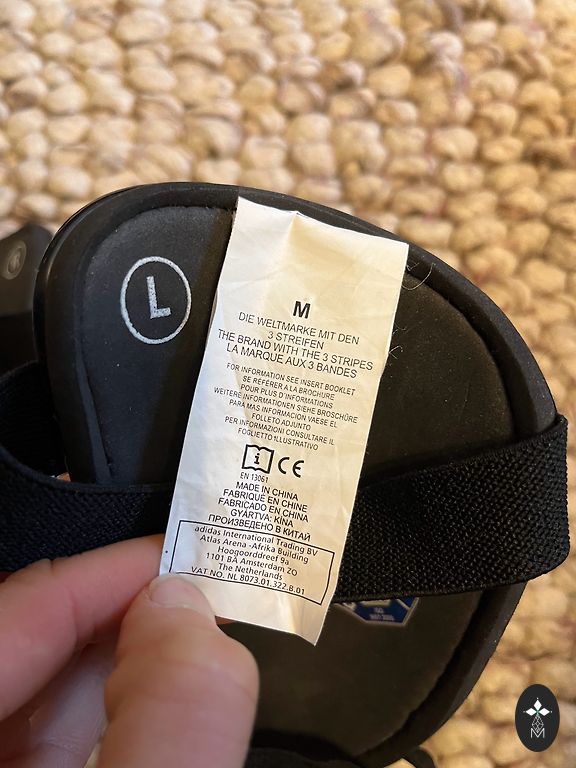 L
M
DIE WELTMARKE MIT DEN
3 STREIFEN
THE BRAND WITH THE 3 STRIPES
LA MARQUE AUX 3 BANDES
FOR INFORMATION SEE INSERT BOOKLET
SE RÉFÉRER A LA BROCHURE
POUR PLUS D'INFORMATIONS
WEITERE INFORMATIONEN SIEHE BROSCHÜRE
PARA MAS INFORMACION VAESE EL
FOLLETO ADJUNTO
PER INFORMAZIONI CONSULTARE IL
FOGLIETTO ILLUSTRATIVO
i CE
EN 13061
MADE IN CHINA
FABRIQUÉ EN CHINE
FABRICADO EN CHINA
GYÁRTVA: KÍNA
ПРОИЗВЕДЕНО В КИТАЙ
adidas International Trading BV
Atlas Arena -Afrika Building
Hoogoorddreef 9a
1101 BA Amsterdam ZO
The Netherlands
VAT NO. NL 8073.01.322.B.01
ISO
M